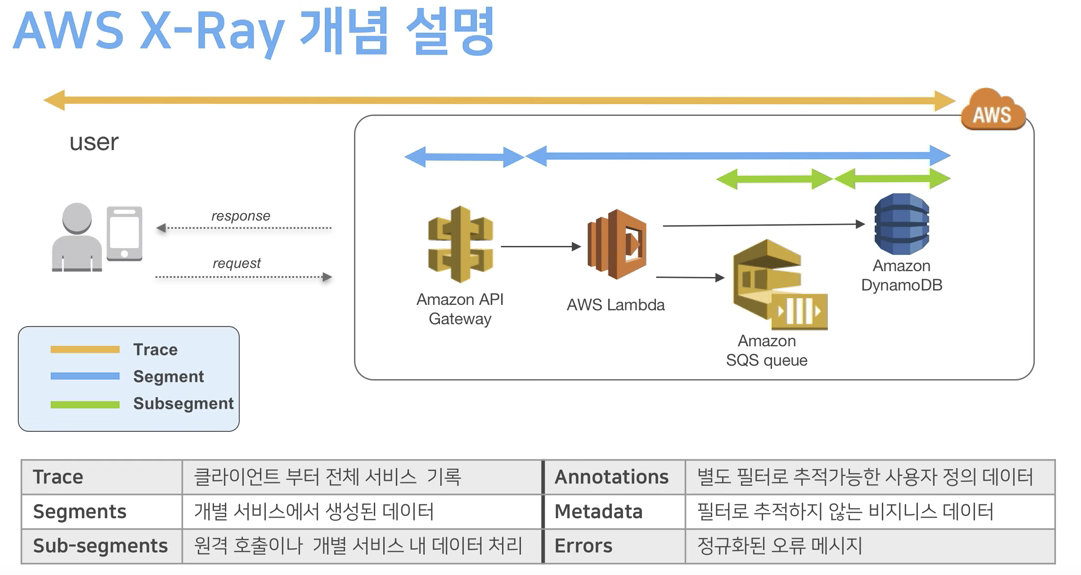 AWS X-Ray 개념 설명
AWS
user
response
request
Amazon API
Gateway
AWS Lambda
Amazon
SQS queue
Amazon
DynamoDB
Trace
Segment
Subsegment
Trace 클라이언트 부터 전체 서비스 기록 Annotations 별도 필터로 추적가능한 사용자 정의 데이터
Segments 개별 서비스에서 생성된 데이터 Metadata 필터로 추적하지 않는 비지니스 데이터
Sub-segments 원격 호출이나 개별 서비스 내 데이터 처리 Errors 정규화된 오류 메시지